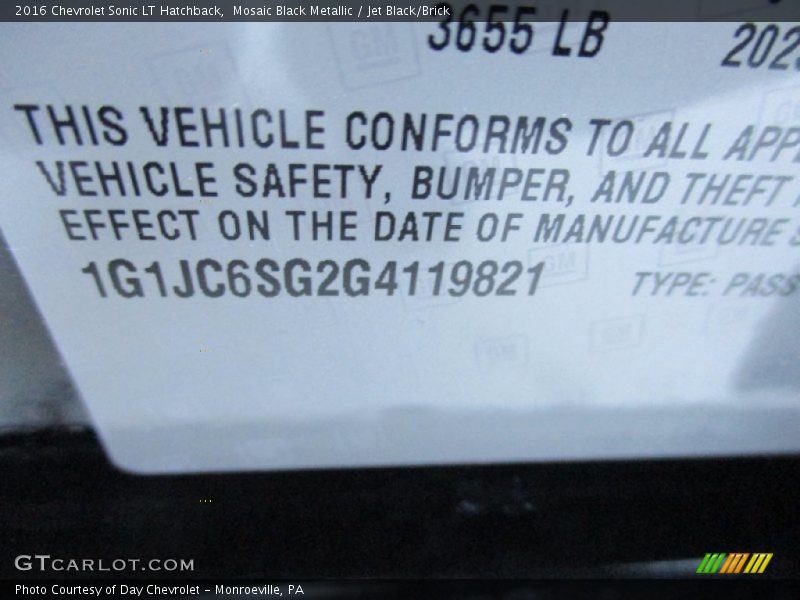 2016 Chevrolet Sonic LT Hatchback, Mosaic Black Metallic / Jet Black/Brick
3655 LB
THIS VEHICLE CONFORMS TO ALL APP
VEHICLE SAFETY, BUMPER, AND THEFT
EFFECT ON THE DATE OF MANUFACTURE
1G1JC6SG2G4119821 TYPE: PASS
GTCARLOT.COM
Photo Courtesy of Day Chevrolet - Monroeville, PA